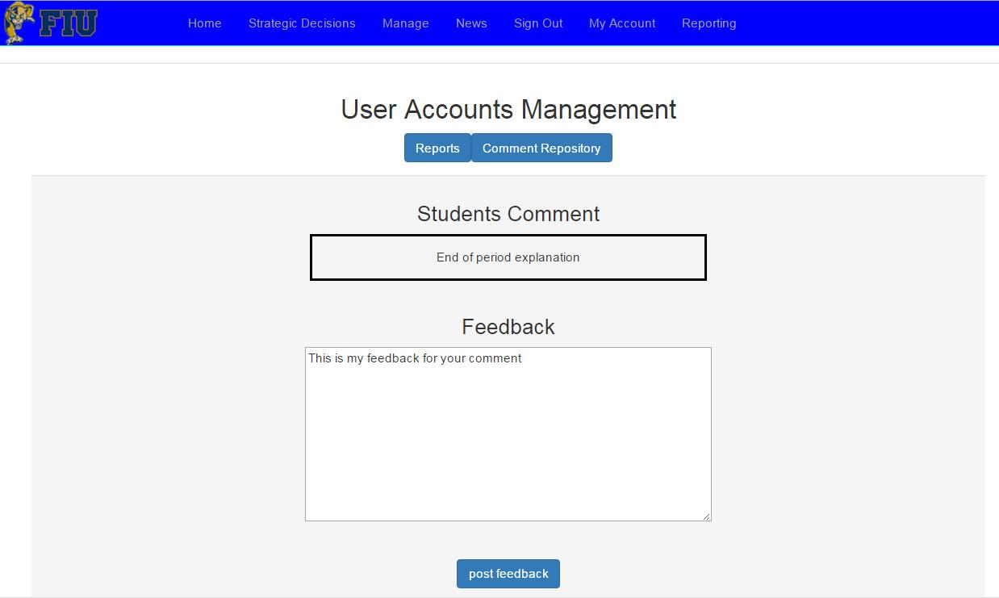 FIU
Home Strategic Decisions Manage News Sign Out My Account Reporting
User Accounts Management
Reports Comment Repository
Students Comment
End of period explanation
Feedback
This is my feedback for your comment
post feedback